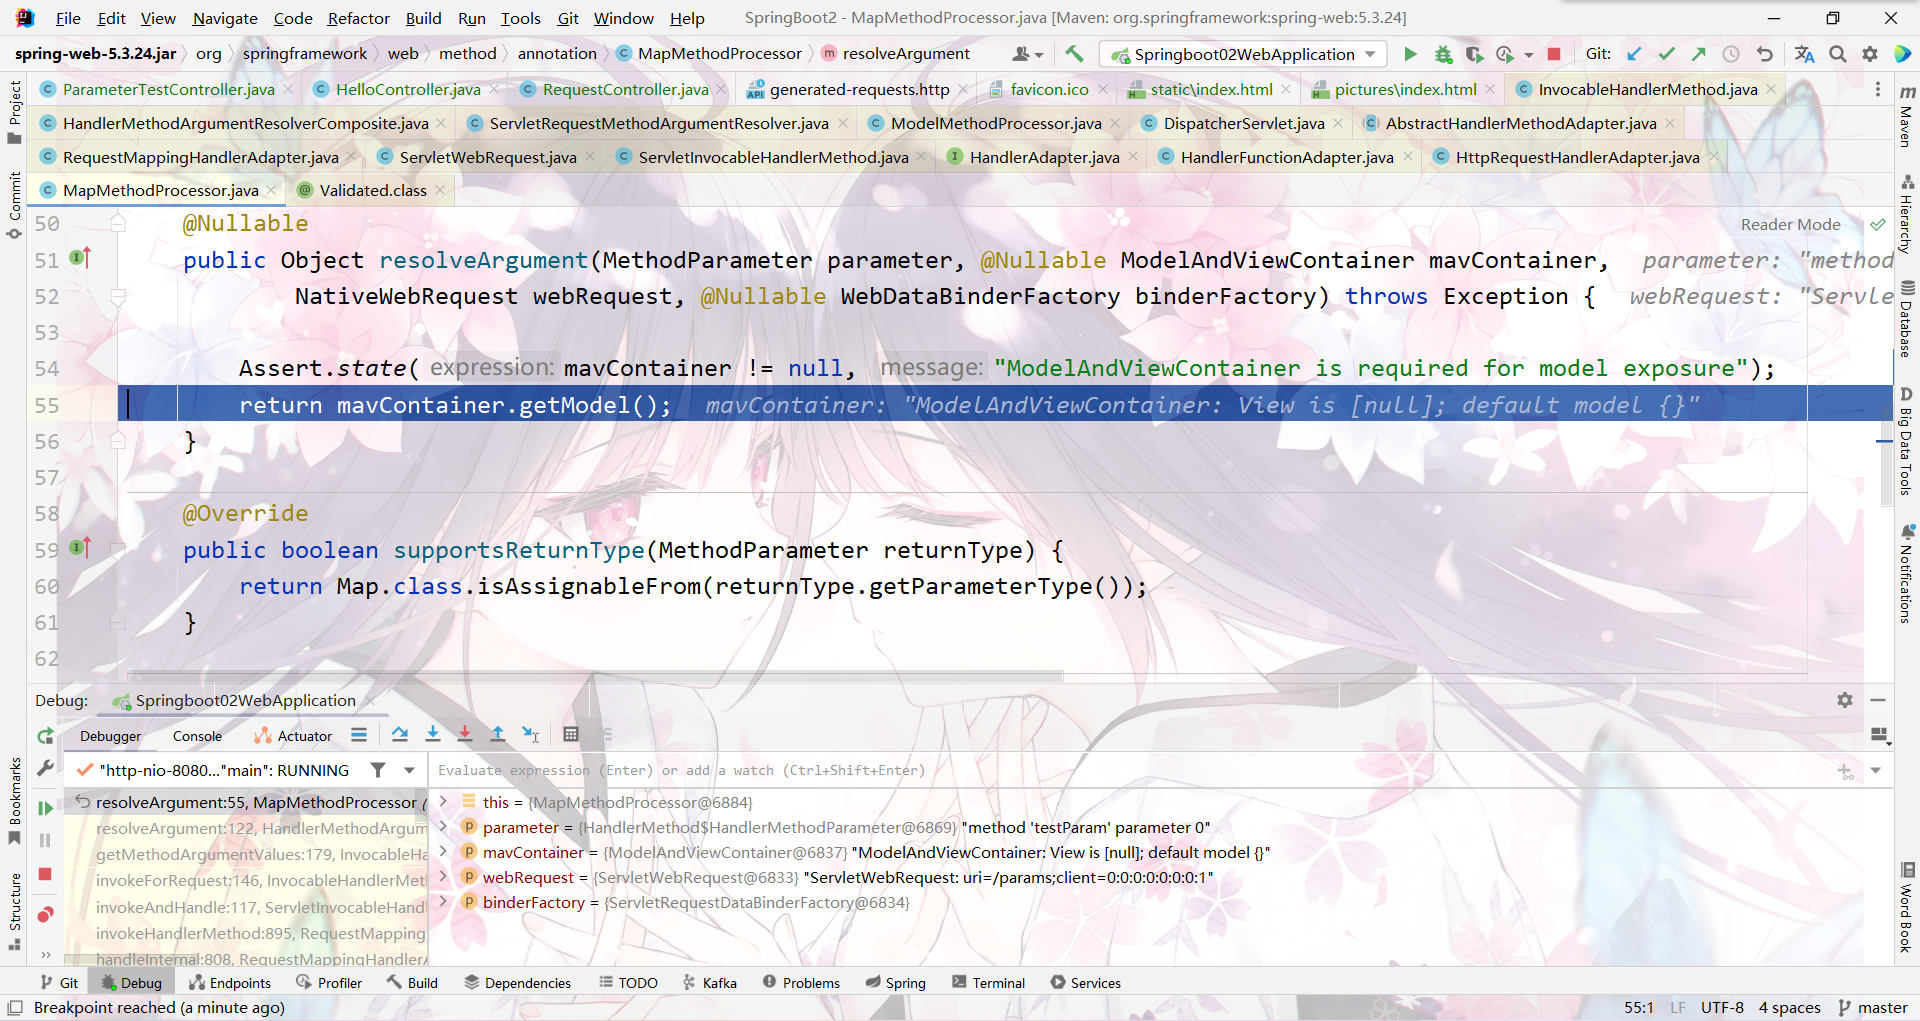 File Edit View Navigate Code Refactor Build Run Tools Git Window Help SpringBoot2 - MapMethodProcessor.java [Maven: org.springframework:spring-web:5.3.24]
spring-web-5.3.24.jar org springframework web method annotation MapMethodProcessor resolveArgument Springboot02WebApplication Git:
ParameterTestController.java HelloController.java RequestController.java generated-requests.http favicon.ico static\index.html pictures\index.html InvocableHandlerMethod.java
HandlerMethodArgumentResolverComposite.java ServletRequestMethodArgumentResolver.java ModelMethodProcessor.java DispatcherServlet.java AbstractHandlerMethodAdapter.java
RequestMappingHandlerAdapter.java ServletWebRequest.java ServletInvocableHandlerMethod.java HandlerAdapter.java HandlerFunctionAdapter.java HttpRequestHandlerAdapter.java
MapMethodProcessor.java Validated.class
Project
Commit
Bookmarks
Structure
Maven
Hierarchy
Database
Big Data Tools
Notifications
Word Book
Reader Mode
50 @Nullable
51 public Object resolveArgument(MethodParameter parameter, @Nullable ModelAndViewContainer mavContainer, parameter: "method
52 NativeWebRequest webRequest, @Nullable WebDataBinderFactory binderFactory) throws Exception { webRequest: "Servle
53
54 Assert.state( expression: mavContainer != null, message: "ModelAndViewContainer is required for model exposure");
55 return mavContainer.getModel(); mavContainer: "ModelAndViewContainer: View is [null]; default model {}"
56 }
57
58 @Override
59 public boolean supportsReturnType(MethodParameter returnType) {
60 return Map.class.isAssignableFrom(returnType.getParameterType());
61 }
62
Debug: Springboot02WebApplication
Debugger Console Actuator
"http-nio-8080..."main": RUNNING
Evaluate expression (Enter) or add a watch (Ctrl+Shift+Enter)
resolveArgument:55, MapMethodProcessor (
resolveArgument:122, HandlerMethodArgum
getMethodArgumentValues:179, InvocableHa
invokeForRequest:146, InvocableHandlerMet
invokeAndHandle:117, ServletInvocableHandl
invokeHandlerMethod:895, RequestMapping
handleInternal:808, RequestMappingHandlerA
this = {MapMethodProcessor@6884}
parameter = {HandlerMethod$HandlerMethodParameter@6869} "method 'testParam' parameter 0"
mavContainer = {ModelAndViewContainer@6837} "ModelAndViewContainer: View is [null]; default model {}"
webRequest = {ServletWebRequest@6833} "ServletWebRequest: uri=/params;client=0:0:0:0:0:0:0:1"
binderFactory = {ServletRequestDataBinderFactory@6834}
Git Debug Endpoints Profiler Build Dependencies TODO Kafka Problems Spring Terminal Services
Breakpoint reached (a minute ago) 55:1 LF UTF-8 4 spaces master